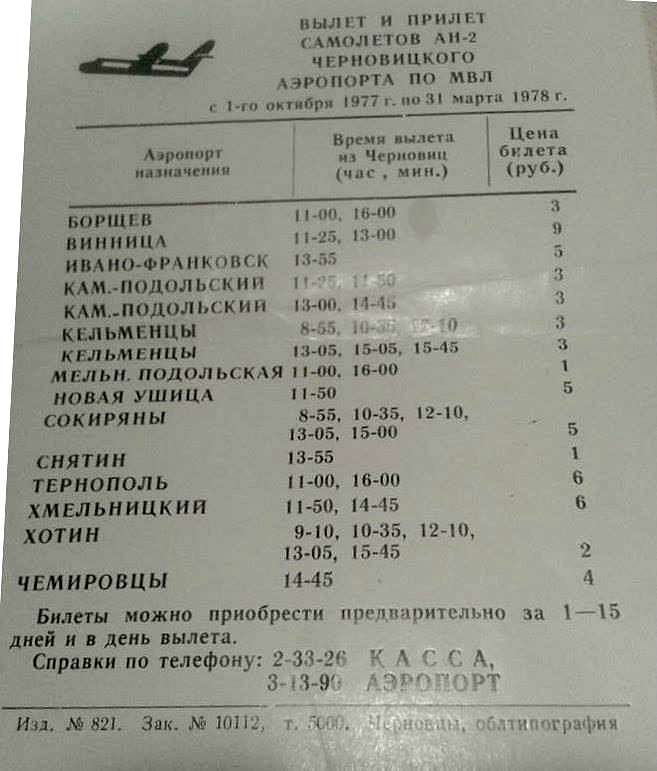 ВЫЛЕТ И ПРИЛЕТ
САМОЛЕТОВ АН-2
ЧЕРНОВИЦКОГО
АЭРОПОРТА ПО МВЛ
с 1-го октября 1977 г. по 31 марта 1978 г.
Аэропорт назначения Время вылета из Черновиц (час , мин.) Цена билета (руб.)
БОРЩЕВ 11-00, 16-00 3
ВИННИЦА 11-25, 13-00 9
ИВАНО-ФРАНКОВСК 13-55 5
КАМ.-ПОДОЛЬСКИЙ 11-25, 11-50 3
КАМ.-ПОДОЛЬСКИЙ 13-00, 14-45 3
КЕЛЬМЕНЦЫ 8-55, 10-35, 12-10 3
КЕЛЬМЕНЦЫ 13-05, 15-05, 15-45 3
МЕЛЬН. ПОДОЛЬСКАЯ 11-00, 16-00 1
НОВАЯ УШИЦА 11-50 5
СОКИРЯНЫ 8-55, 10-35, 12-10,
13-05, 15-00 5
СНЯТИН 13-55 1
ТЕРНОПОЛЬ 11-00, 16-00 6
ХМЕЛЬНИЦКИЙ 11-50, 14-45 6
ХОТИН 9-10, 10-35, 12-10,
13-05, 15-45 2
ЧЕМИРОВЦЫ 14-45 4
Билеты можно приобрести предварительно за 1—15
дней и в день вылета.
Справки по телефону: 2-33-26 КАССА,
3-13-90 АЭРОПОРТ
Изд. № 821. Зак. № 10112, т. 5000. Черновцы, облтипография